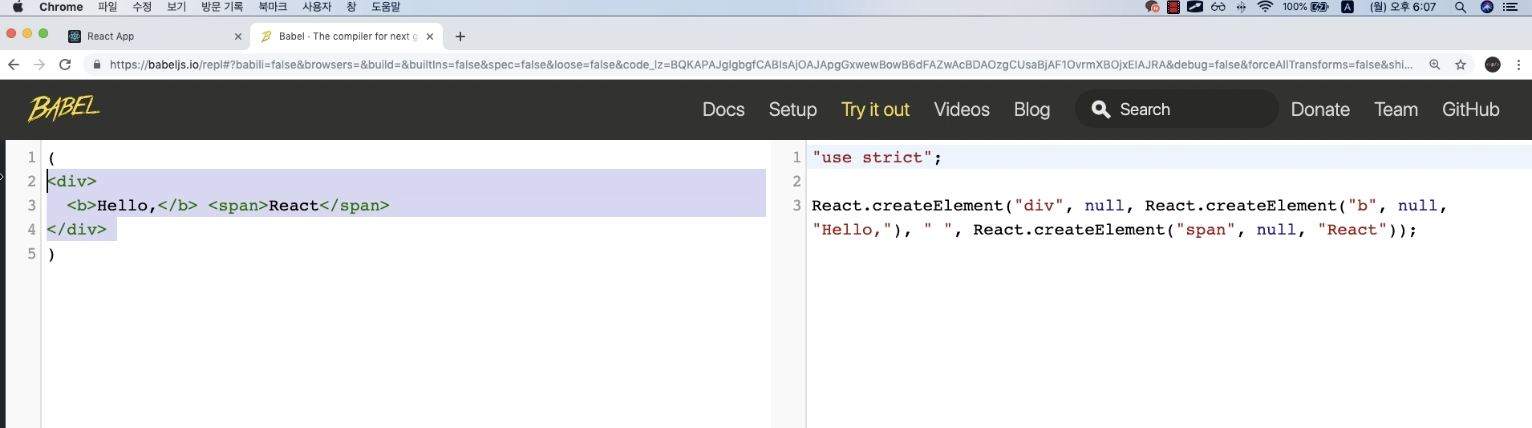 Chrome 파일 수정 보기 방문 기록 북마크 사용자 창 도움말 100% A (월) 오후 6:07
React App Babel · The compiler for next g
https://babeljs.io/repl#?babili=false&browsers=&build=&builtIns=false&spec=false&loose=false&code_lz=BQKAPAJgIgbgfCABIsAjOAJApgGxwewBowB6dFAZwAcBDAOzgCUsaBjAF1OvrmXBOjxEIAJRA&debug=false&forceAllTransforms=false&shi...
BABEL Docs Setup Try it out Videos Blog Search Donate Team GitHub
1 (
2 <div>
3 <b>Hello,</b> <span>React</span>
4 </div>
5 )
1 "use strict";
2
3 React.createElement("div", null, React.createElement("b", null,
"Hello,"), " ", React.createElement("span", null, "React"));